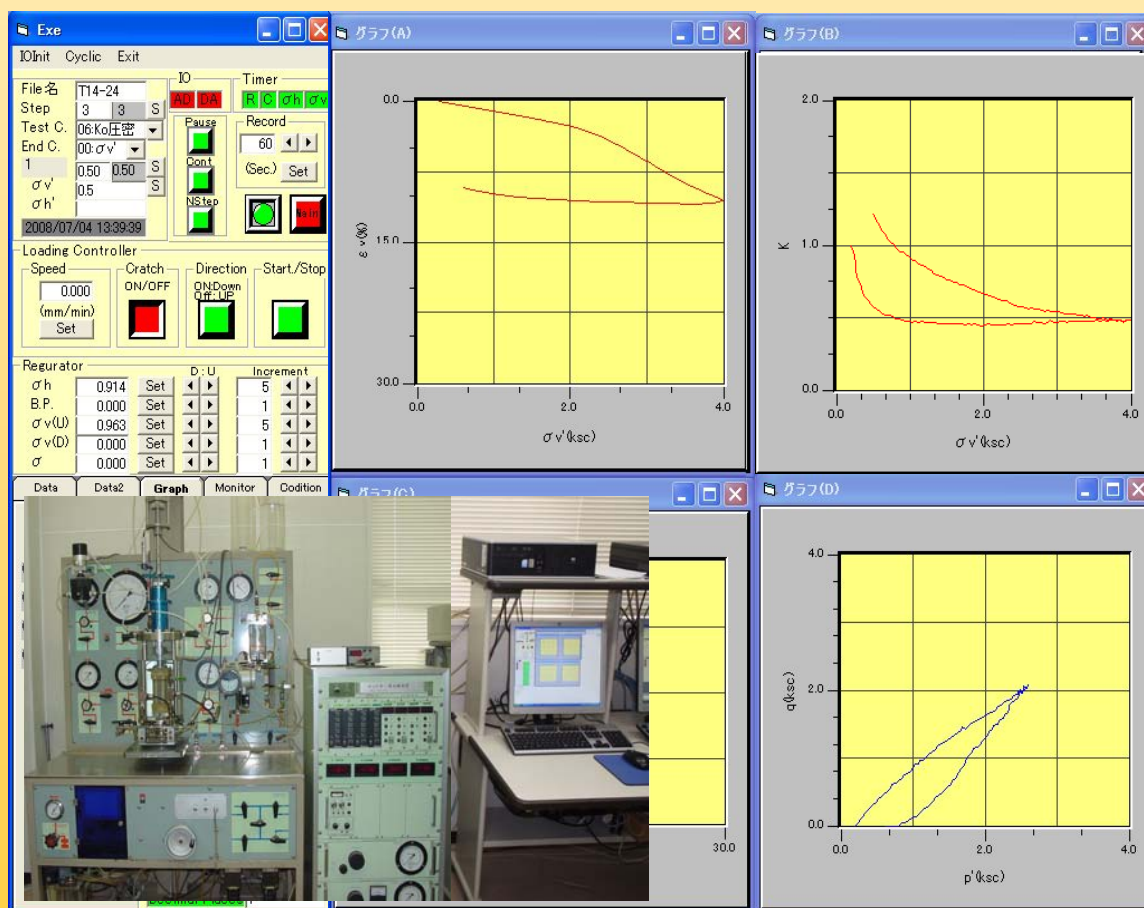 Exe
IOInit Cyclic Exit
File名 T14-24
Step 3 3 S
Test C. 06:Ko圧密
End C. 00:σv'
1 0.50 0.50 S
σv' 0.5 S
σh'
2008/07/04 13:39:39
IO
AD DA
Timer
R C σh σv
Pause
Cont
NStep
Record
60
(Sec.) Set
Main
Loading Controller
Speed
0.000
(mm/min)
Set
Cratch
ON/OFF
Direction
ON:Down
Off:UP
Start./Stop
Regurator
D : U Increment
σh 0.914 Set 5
B.P. 0.000 Set 1
σv(U) 0.963 Set 5
σv(D) 0.000 Set 1
σ 0.000 Set 1
Data Data2 Graph Monitor Codition
グラフ(A)
0.0
15.0
30.0
εv(%)
0.0 2.0 4.0
σv'(ksc)
グラフ(B)
2.0
1.0
0.0
K
0.0 2.0 4.0
σv'(ksc)
グラフ(C)
30.0
グラフ(D)
4.0
2.0
0.0
q(ksc)
0.0 2.0 4.0
p'(ksc)